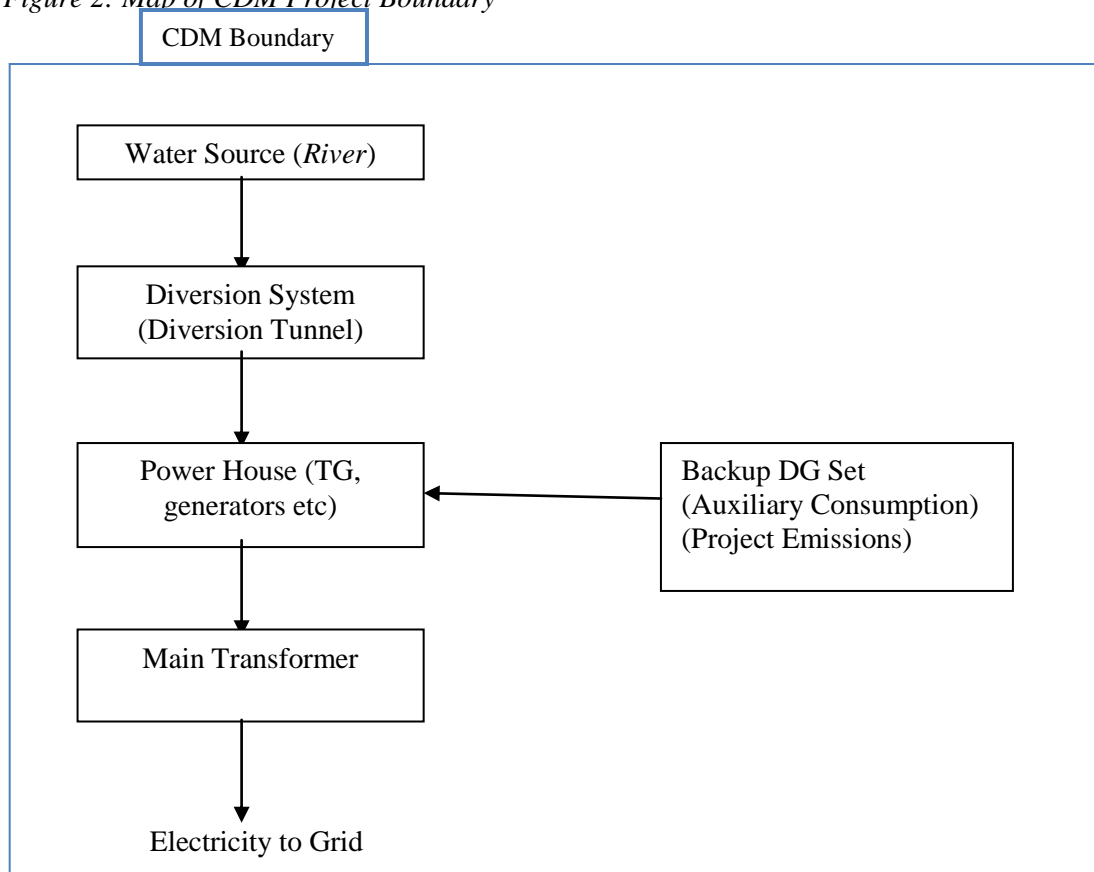 Figure 2: Map of CDM Project Boundary
CDM Boundary
Water Source (River)
Diversion System
(Diversion Tunnel)
Power House (TG,
generators etc)
Backup DG Set
(Auxiliary Consumption)
(Project Emissions)
Main Transformer
Electricity to Grid